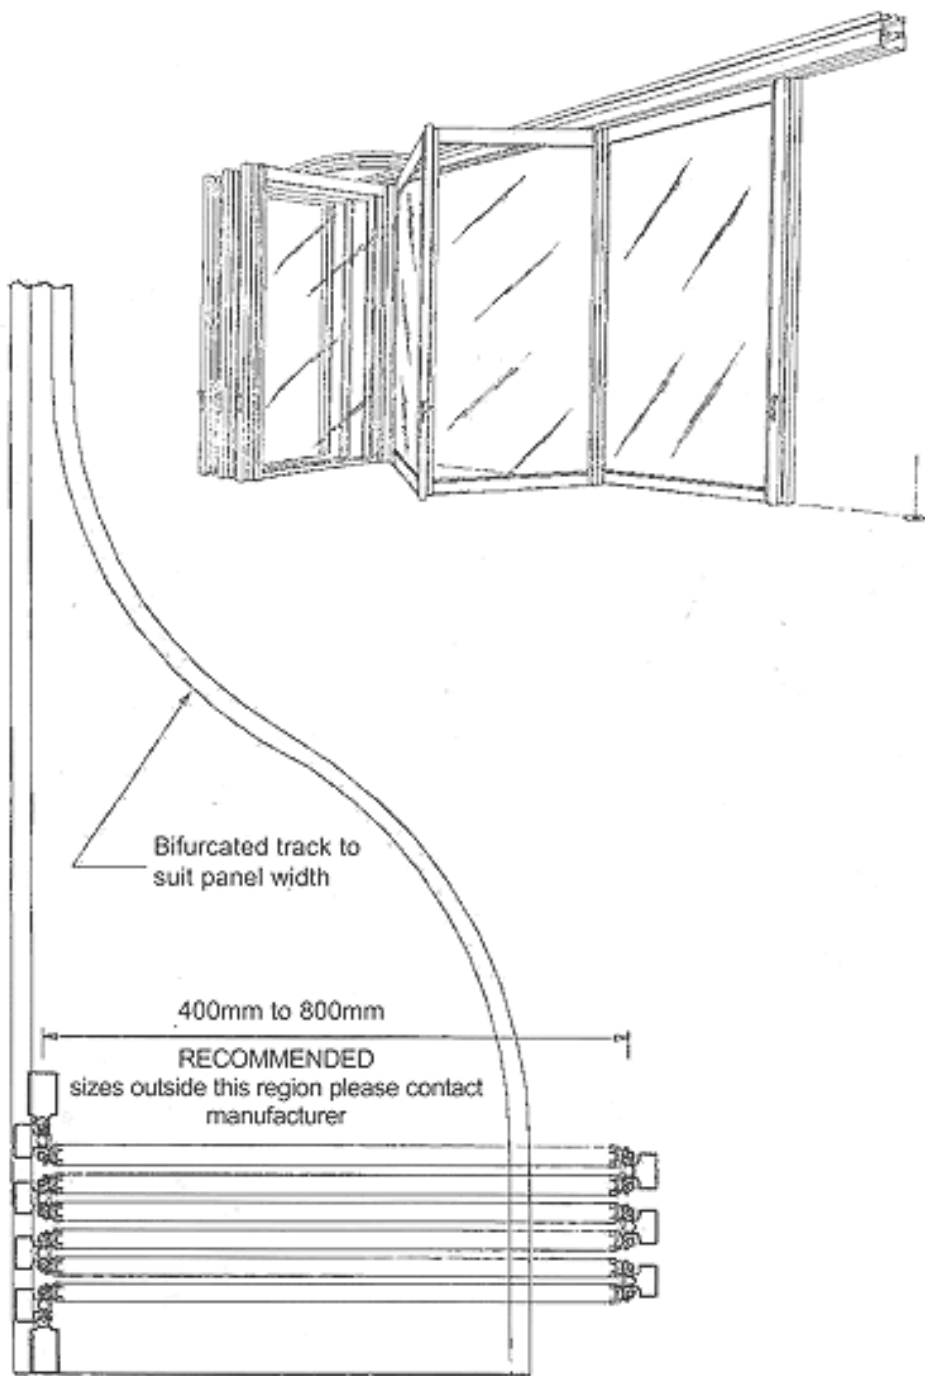 Bifurcated track to
suit panel width
400mm to 800mm
RECOMMENDED
sizes outside this region please contact
manufacturer